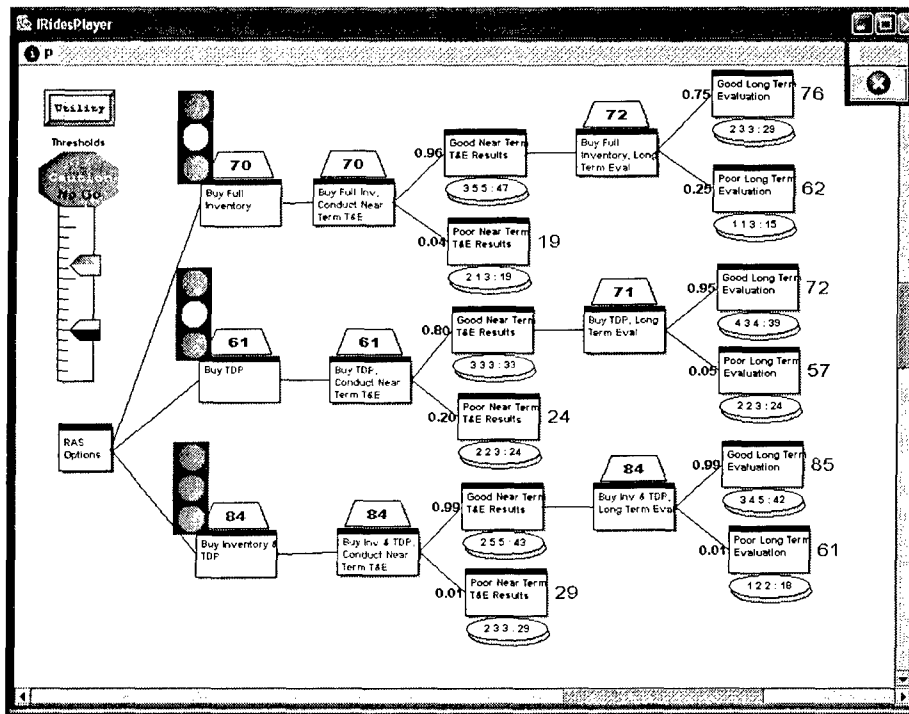 IRidesPlayer
P
Utility
Thresholds
Caution
No Go
RAS
Options
70
Buy Full
Inventory
70
Buy Full Inv,
Conduct Near
Term T&E
0.96
Good Near Term
T&E Results
3 5 5 : 47
0.04
Poor Near Term
T&E Results
19
2 1 3 : 19
72
Buy Full
Inventory, Long
Term Eval
0.75
Good Long Term
Evaluation
76
2 3 3 : 29
0.25
Poor Long Term
Evaluation
62
1 1 3 : 15
61
Buy TDP
61
Buy TDP,
Conduct Near
Term T&E
0.80
Good Near Term
T&E Results
3 3 3 : 33
0.20
Poor Near Term
T&E Results
24
2 2 3 : 24
71
Buy TDP, Long
Term Eval
0.95
Good Long Term
Evaluation
72
4 3 4 : 39
0.05
Poor Long Term
Evaluation
57
2 2 3 : 24
84
Buy Inventory &
TDP
84
Buy Inv & TDP,
Conduct Near
Term T&E
0.99
Good Near Term
T&E Results
2 5 5 : 43
0.01
Poor Near Term
T&E Results
29
2 3 3 : 29
84
Buy Inv & TDP,
Long Term Eval
0.99
Good Long Term
Evaluation
85
3 4 5 : 42
0.01
Poor Long Term
Evaluation
61
1 2 2 : 18